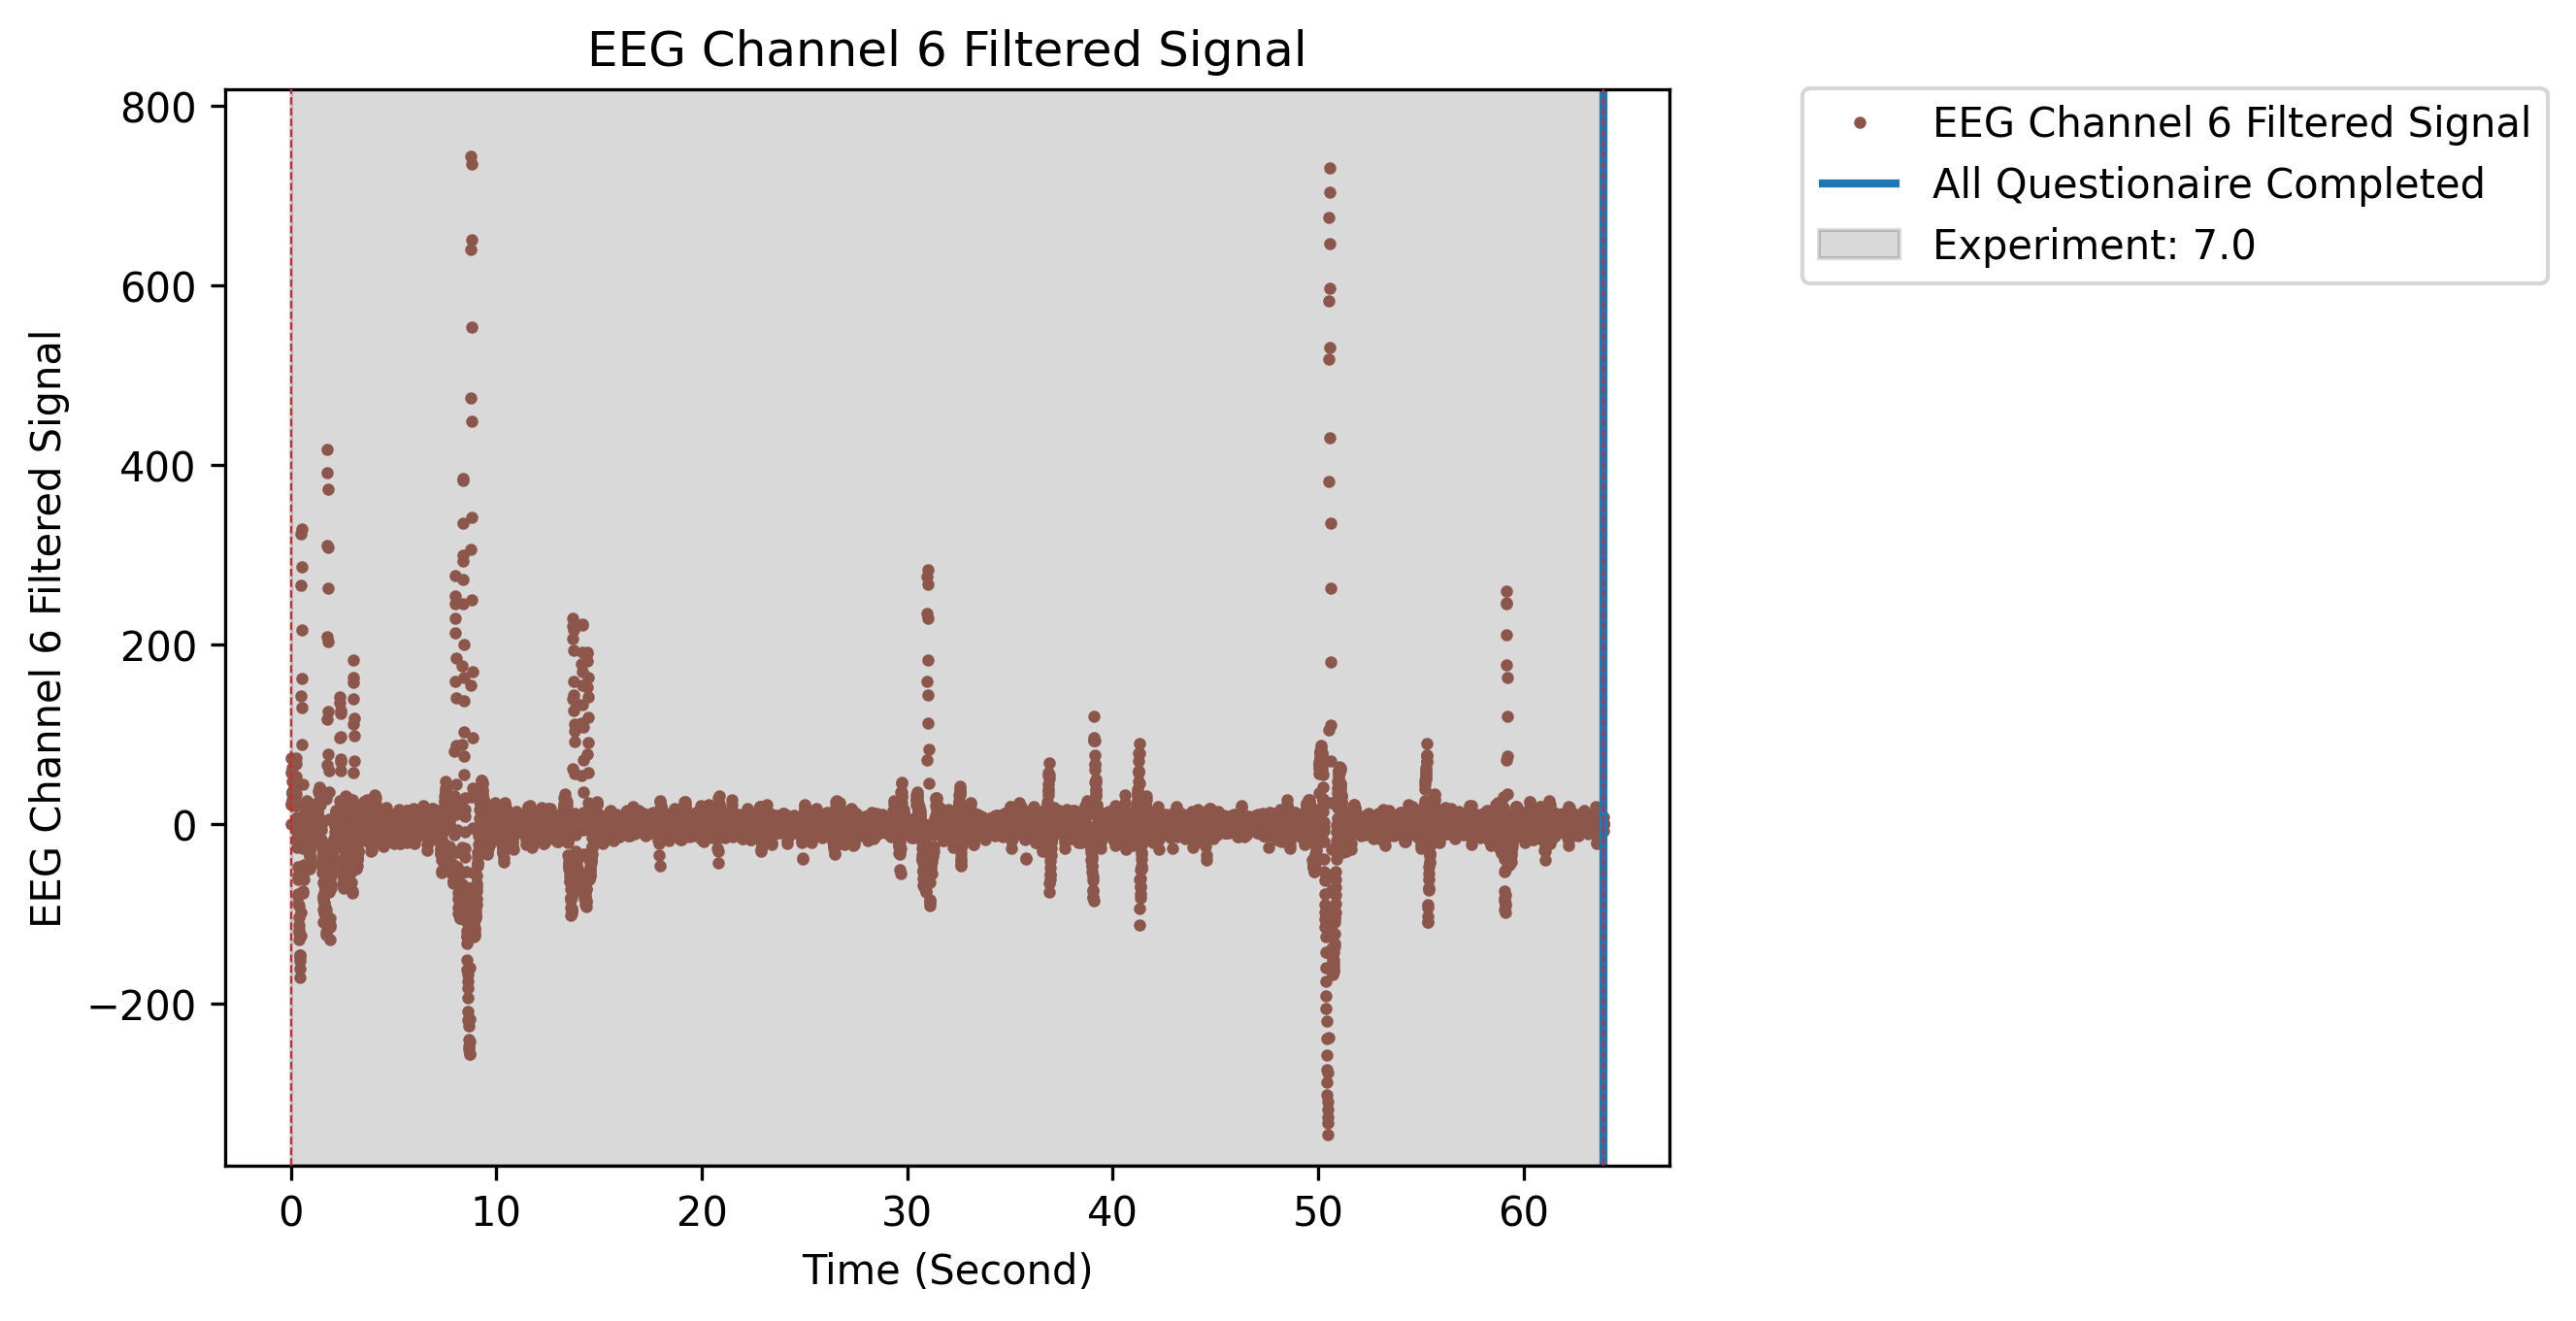 EEG Channel 6 Filtered Signal
EEG Channel 6 Filtered Signal
800
600
400
200
0
−200
0 10 20 30 40 50 60
Time (Second)
EEG Channel 6 Filtered Signal
All Questionaire Completed
Experiment: 7.0